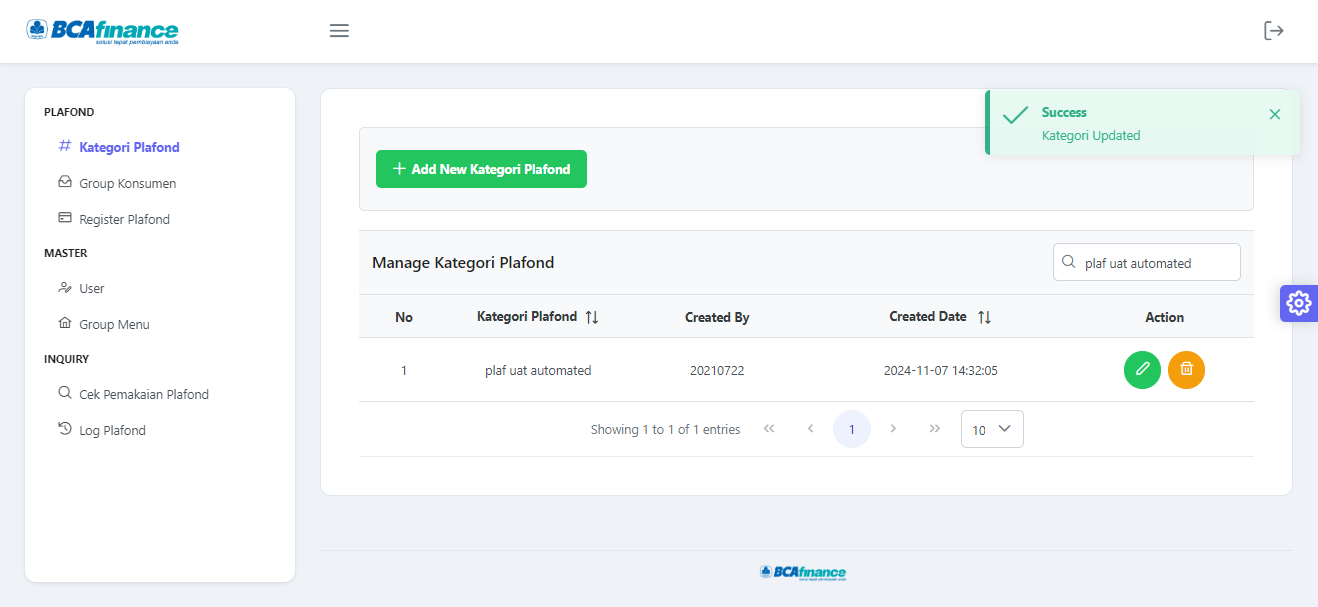 BCAfinance
solusi tepat pembiayaan anda
PLAFOND
Kategori Plafond
Group Konsumen
Register Plafond
MASTER
User
Group Menu
INQUIRY
Cek Pemakaian Plafond
Log Plafond
Success
Kategori Updated
Add New Kategori Plafond
Manage Kategori Plafond
plaf uat automated
No Kategori Plafond Created By Created Date Action
1 plaf uat automated 20210722 2024-11-07 14:32:05
Showing 1 to 1 of 1 entries 1 10
BCAfinance
solusi tepat pembiayaan anda